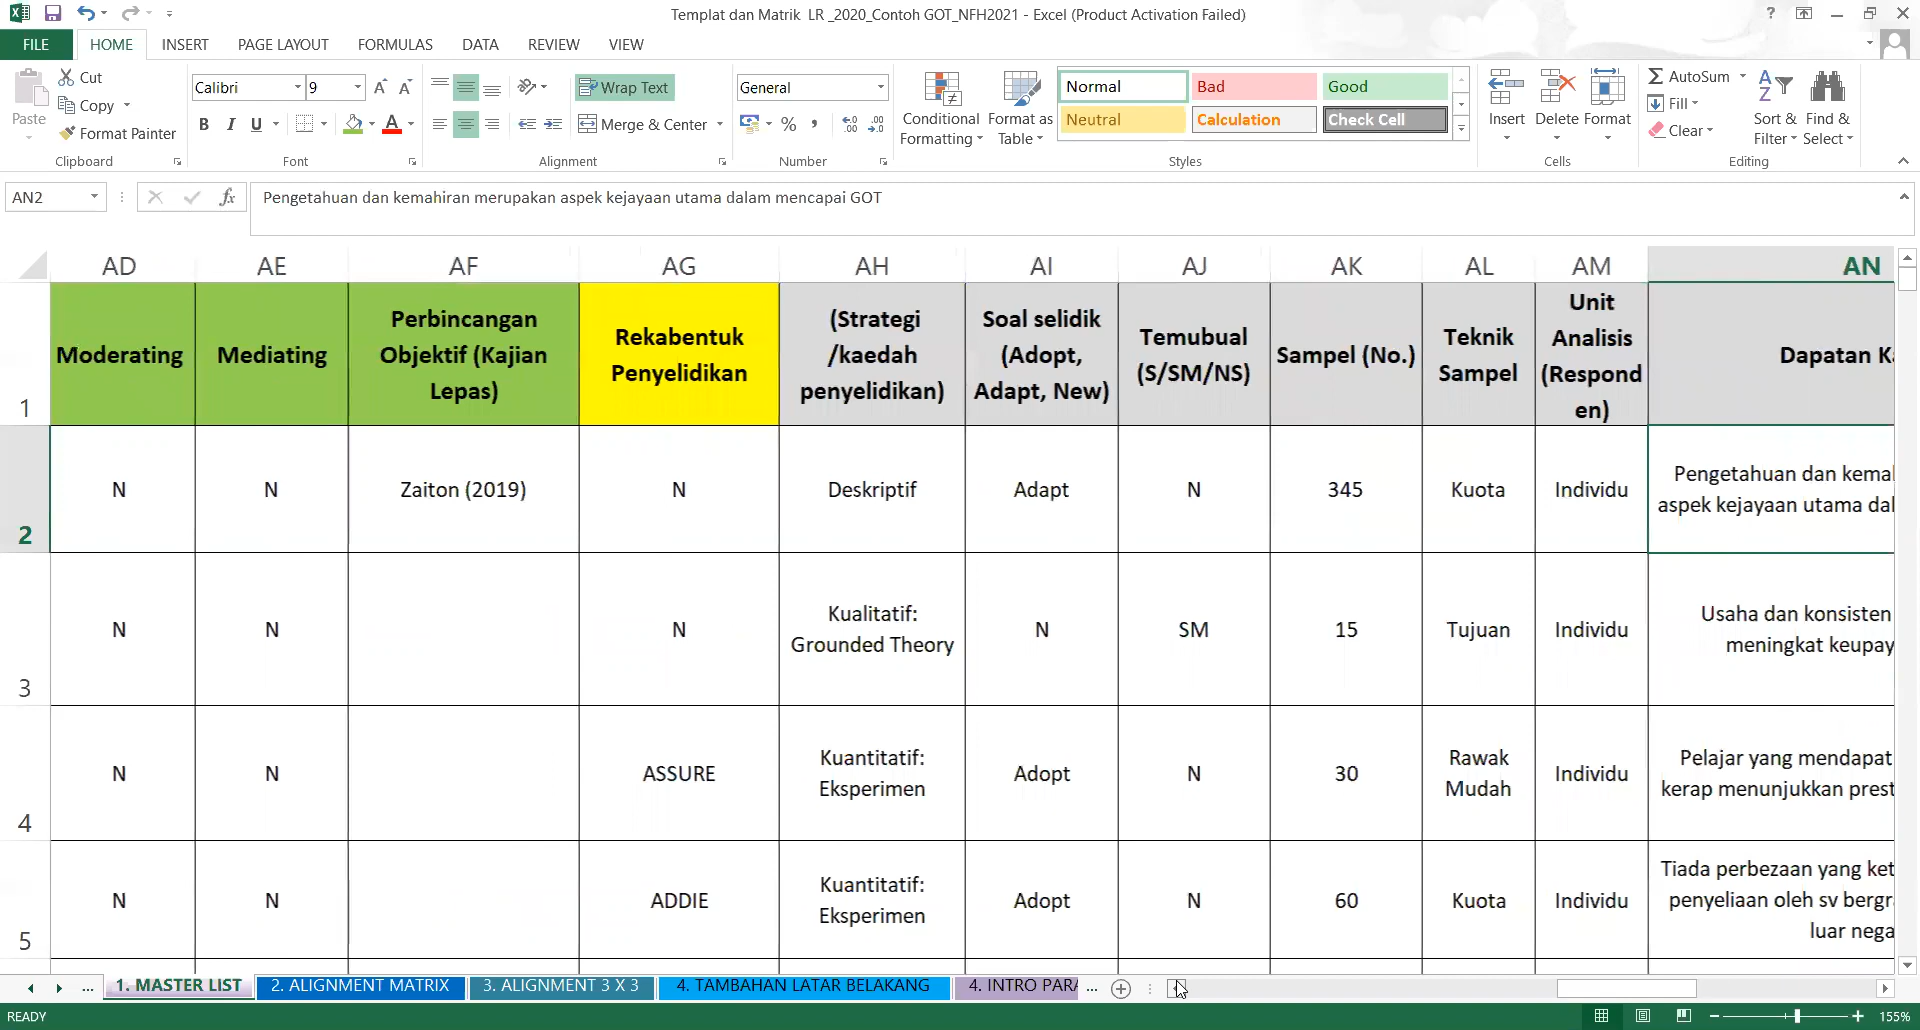 Templat dan Matrik LR _2020_Contoh GOT_NFH2021 - Excel (Product Activation Failed)
FILE HOME INSERT PAGE LAYOUT FORMULAS DATA REVIEW VIEW
Paste
Cut
Copy
Format Painter
Clipboard
Calibri 9
B I U
Font
Wrap Text
Merge & Center
Alignment
General
Number
Conditional Formatting
Format as Table
Normal Bad Good
Neutral Calculation Check Cell
Styles
Insert Delete Format
Cells
AutoSum
Fill
Clear
Sort & Filter
Find & Select
Editing
AN2 fx Pengetahuan dan kemahiran merupakan aspek kejayaan utama dalam mencapai GOT
AD AE AF AG AH AI AJ AK AL AM AN
1
Moderating
Mediating
Perbincangan
Objektif (Kajian
Lepas)
Rekabentuk
Penyelidikan
(Strategi
/kaedah
penyelidikan)
Soal selidik
(Adopt,
Adapt, New)
Temubual
(S/SM/NS)
Sampel (No.)
Teknik
Sampel
Unit
Analisis
(Respond
en)
Dapatan Ka
2
N
N
Zaiton (2019)
N
Deskriptif
Adapt
N
345
Kuota
Individu
Pengetahuan dan kemal
aspek kejayaan utama dal
3
N
N
N
Kualitatif:
Grounded Theory
N
SM
15
Tujuan
Individu
Usaha dan konsisten
meningkat keupay
4
N
N
ASSURE
Kuantitatif:
Eksperimen
Adopt
N
30
Rawak
Mudah
Individu
Pelajar yang mendapat
kerap menunjukkan prest
5
N
N
ADDIE
Kuantitatif:
Eksperimen
Adopt
N
60
Kuota
Individu
Tiada perbezaan yang ket
penyeliaan oleh sv bergra
luar nega
... 1. MASTER LIST 2. ALIGNMENT MATRIX 3. ALIGNMENT 3 X 3 4. TAMBAHAN LATAR BELAKANG 4. INTRO PARA ...
READY 155%